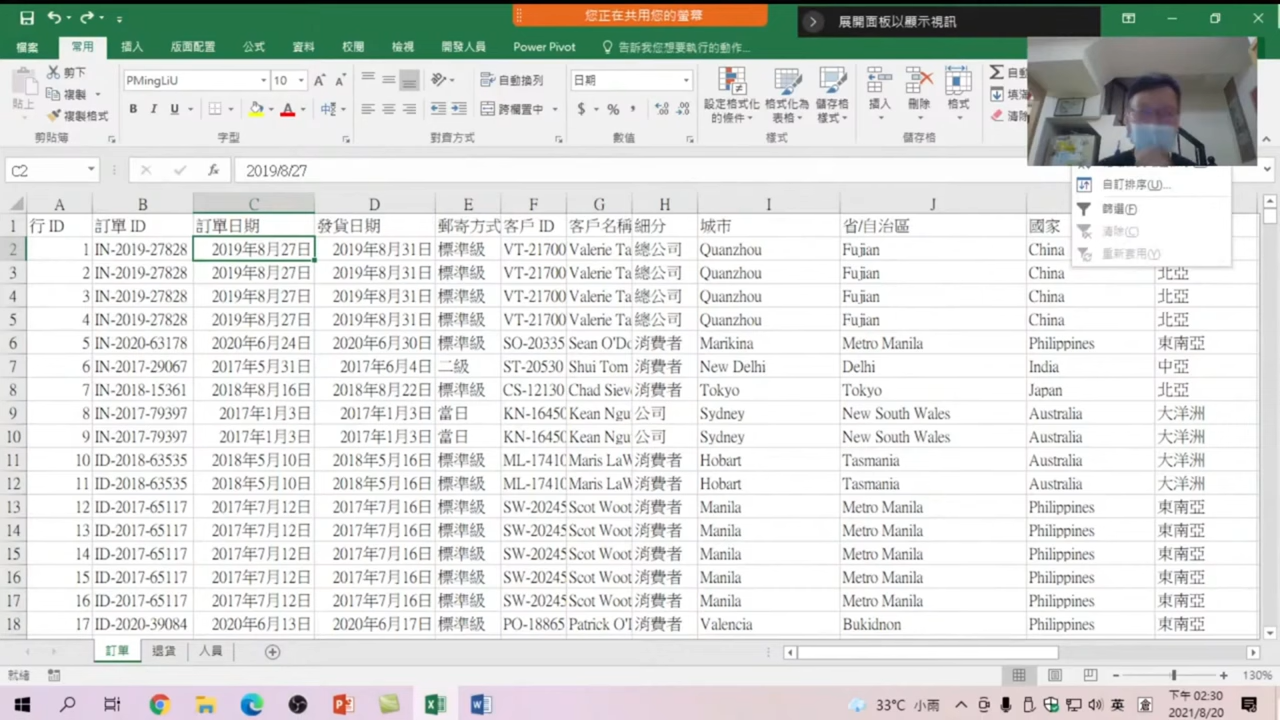 您正在共用您的螢幕
展開面板以顯示視訊
檔案 常用 插入 版面配置 公式 資料 校閱 檢視 開發人員 Power Pivot 告訴我您想要執行的動作...
貼上 剪下 複製 複製格式 剪貼簿
PMingLiU 10 B I U A 中 字型
自動換列 跨欄置中 對齊方式
日期 $ % 數值
設定格式化的條件 格式化為表格 儲存格樣式 樣式
插入 刪除 格式 儲存格
Σ 自動
清除
自訂排序(U)...
篩選(F)
清除(C)
重新套用(Y)
C2 fx 2019/8/27
A B C D E F G H I J K
1 行 ID 訂單 ID 訂單日期 發貨日期 郵寄方式 客戶 ID 客戶名稱 細分 城市 省/自治區 國家
2 1 IN-2019-27828 2019年8月27日 2019年8月31日 標準級 VT-21700 Valerie Ta 總公司 Quanzhou Fujian China
3 2 IN-2019-27828 2019年8月27日 2019年8月31日 標準級 VT-21700 Valerie Ta 總公司 Quanzhou Fujian China 北亞
4 3 IN-2019-27828 2019年8月27日 2019年8月31日 標準級 VT-21700 Valerie Ta 總公司 Quanzhou Fujian China 北亞
5 4 IN-2019-27828 2019年8月27日 2019年8月31日 標準級 VT-21700 Valerie Ta 總公司 Quanzhou Fujian China 北亞
6 5 IN-2020-63178 2020年6月24日 2020年6月30日 標準級 SO-20335 Sean O'Do 消費者 Marikina Metro Manila Philippines 東南亞
7 6 IN-2017-29067 2017年5月31日 2017年6月4日 二級 ST-20530 Shui Tom 消費者 New Delhi Delhi India 中亞
8 7 IN-2018-15361 2018年8月16日 2018年8月22日 標準級 CS-12130 Chad Siev 消費者 Tokyo Tokyo Japan 北亞
9 8 IN-2017-79397 2017年1月3日 2017年1月3日 當日 KN-16450 Kean Ngu 公司 Sydney New South Wales Australia 大洋洲
10 9 IN-2017-79397 2017年1月3日 2017年1月3日 當日 KN-16450 Kean Ngu 公司 Sydney New South Wales Australia 大洋洲
11 10 ID-2018-63535 2018年5月10日 2018年5月16日 標準級 ML-17410 Maris LaW 消費者 Hobart Tasmania Australia 大洋洲
12 11 ID-2018-63535 2018年5月10日 2018年5月16日 標準級 ML-17410 Maris LaW 消費者 Hobart Tasmania Australia 大洋洲
13 12 ID-2017-65117 2017年7月12日 2017年7月16日 標準級 SW-20245 Scot Woot 消費者 Manila Metro Manila Philippines 東南亞
14 13 ID-2017-65117 2017年7月12日 2017年7月16日 標準級 SW-20245 Scot Woot 消費者 Manila Metro Manila Philippines 東南亞
15 14 ID-2017-65117 2017年7月12日 2017年7月16日 標準級 SW-20245 Scot Woot 消費者 Manila Metro Manila Philippines 東南亞
16 15 ID-2017-65117 2017年7月12日 2017年7月16日 標準級 SW-20245 Scot Woot 消費者 Manila Metro Manila Philippines 東南亞
17 16 ID-2017-65117 2017年7月12日 2017年7月16日 標準級 SW-20245 Scot Woot 消費者 Manila Metro Manila Philippines 東南亞
18 17 ID-2020-39084 2020年6月13日 2020年6月17日 標準級 PO-18865 Patrick O'D 消費者 Valencia Bukidnon Philippines 東南亞
訂單 退貨 人員
就緒 130%
33°C 小雨 英 下午 02:30
2021/8/20